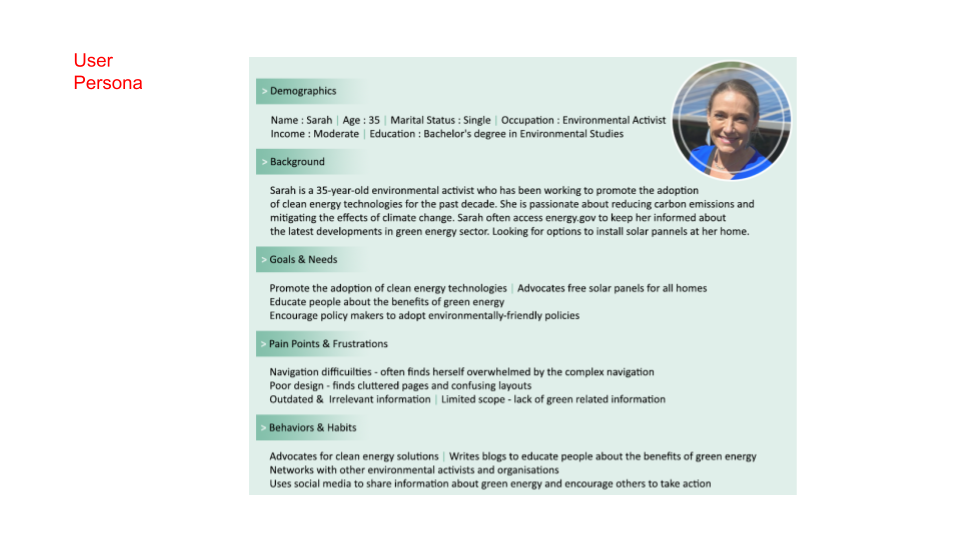 User
Persona
> Demographics
Name : Sarah | Age : 35 | Marital Status : Single | Occupation : Environmental Activist
Income : Moderate | Education : Bachelor's degree in Environmental Studies
> Background
Sarah is a 35-year-old environmental activist who has been working to promote the adoption
of clean energy technologies for the past decade. She is passionate about reducing carbon emissions and
mitigating the effects of climate change. Sarah often access energy.gov to keep her informed about
the latest developments in green energy sector. Looking for options to install solar pannels at her home.
> Goals & Needs
Promote the adoption of clean energy technologies | Advocates free solar panels for all homes
Educate people about the benefits of green energy
Encourage policy makers to adopt environmentally-friendly policies
> Pain Points & Frustrations
Navigation difficuilties - often finds herself overwhelmed by the complex navigation
Poor design - finds cluttered pages and confusing layouts
Outdated & Irrelevant information | Limited scope - lack of green related information
> Behaviors & Habits
Advocates for clean energy solutions | Writes blogs to educate people about the benefits of green energy
Networks with other environmental activists and organisations
Uses social media to share information about green energy and encourage others to take action